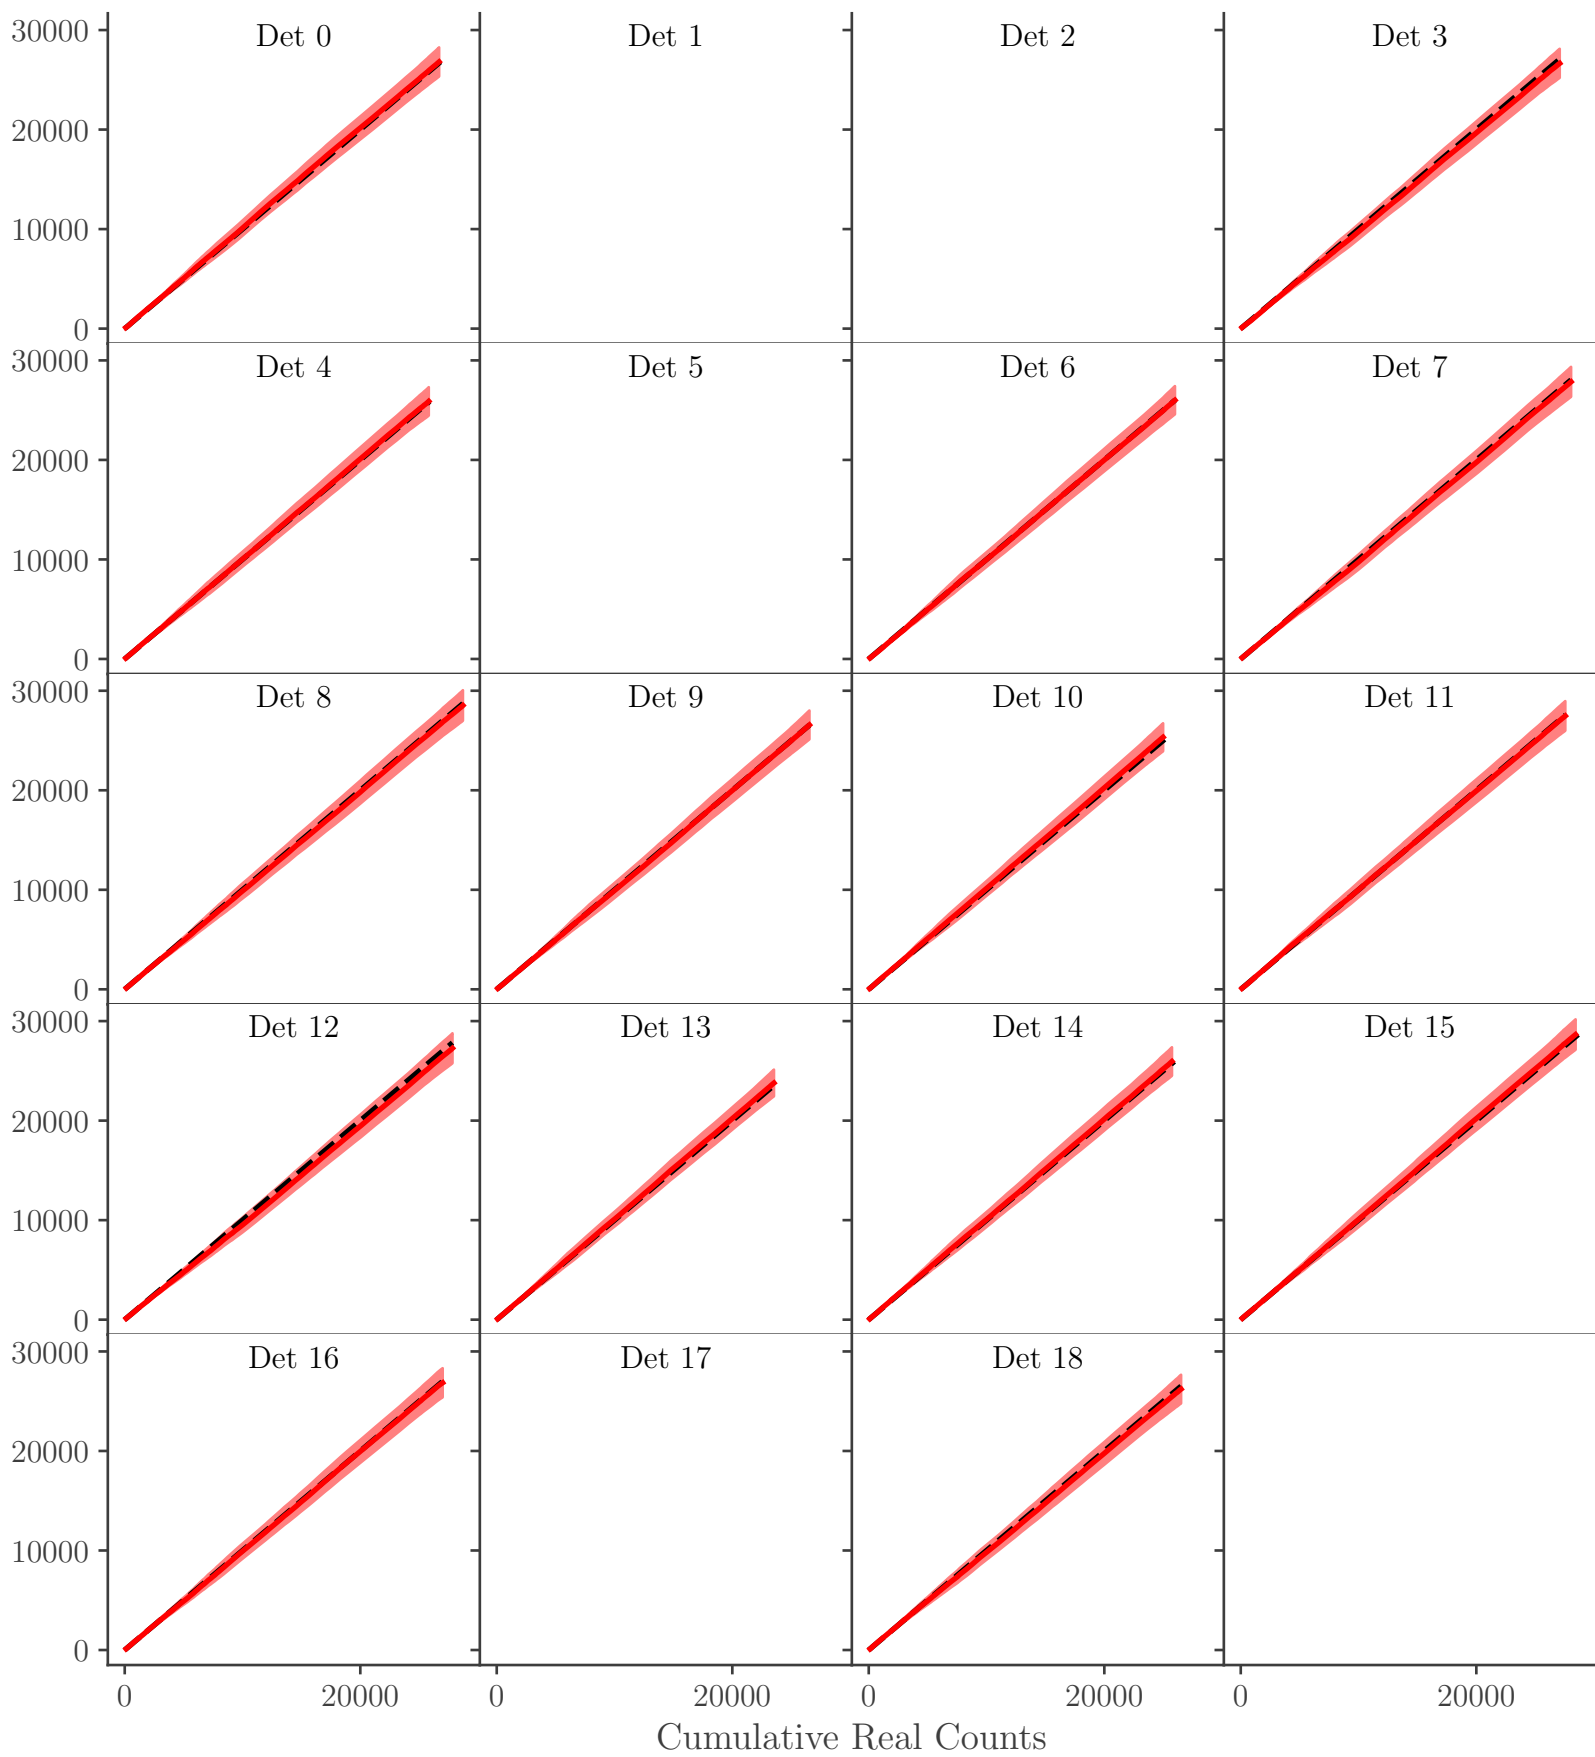 30000 Det 0 Det 1 Det 2 Det 3
20000
10000
0
30000 Det 4 Det 5 Det 6 Det 7
20000
10000
0
30000 Det 8 Det 9 Det 10 Det 11
20000
10000
0
30000 Det 12 Det 13 Det 14 Det 15
20000
10000
0
30000 Det 16 Det 17 Det 18
20000
10000
0
0 20000 0 20000 0 20000 0 20000
Cumulative Real Counts